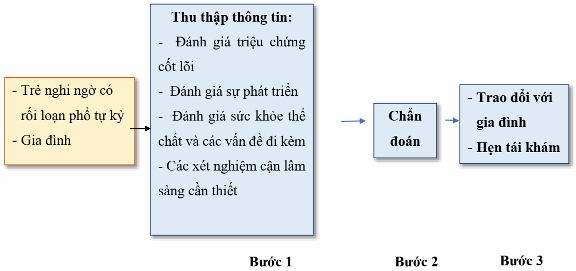 - Trẻ nghi ngờ có
rối loạn phổ tự kỷ
- Gia đình
Thu thập thông tin:
- Đánh giá triệu chứng
cốt lõi
- Đánh giá sự phát triển
- Đánh giá sức khỏe thể
chất và các vấn đề đi kèm
- Các xét nghiệm cận lâm
sàng cần thiết
Chẩn
đoán
- Trao dổi với
gia đình
- Hẹn tái khám
Bước 1
Bước 2
Bước 3